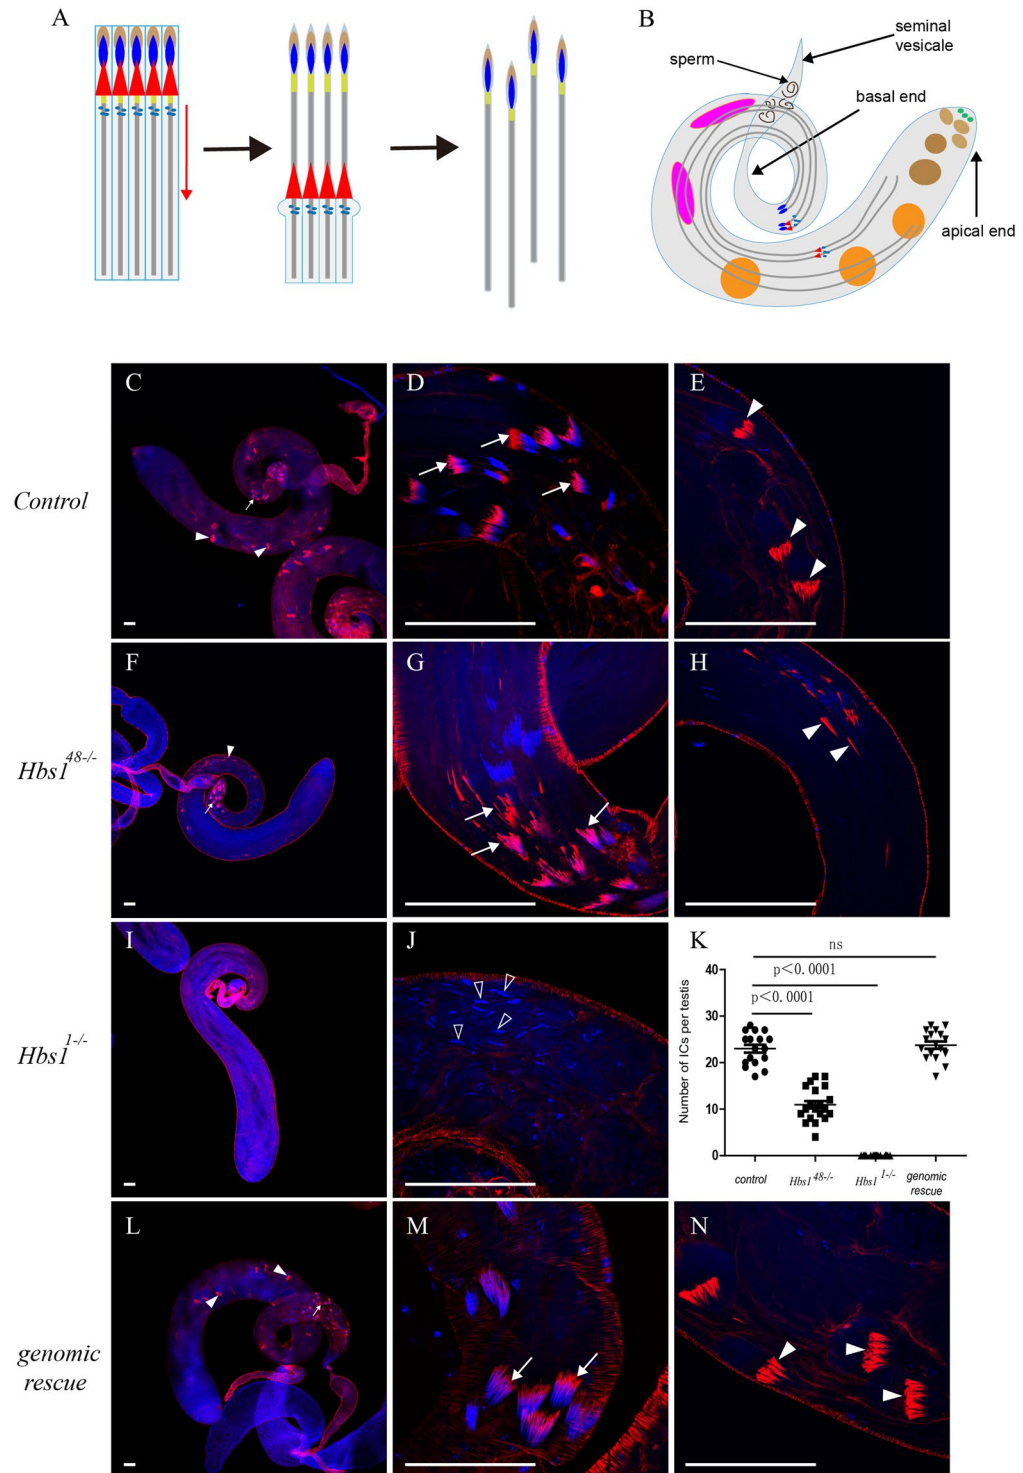 A
B
seminal
vesicale
sperm
basal end
apical end
C
D
E
Control
F
G
H
Hbs1 48-/-
I
J
K
Hbs1 1-/-
ns
p<0.0001
p<0.0001
Number of ICs per testis
40
30
20
10
0
control
Hbs1 48-/-
Hbs1 1-/-
genomic
rescue
L
M
N
genomic
rescue